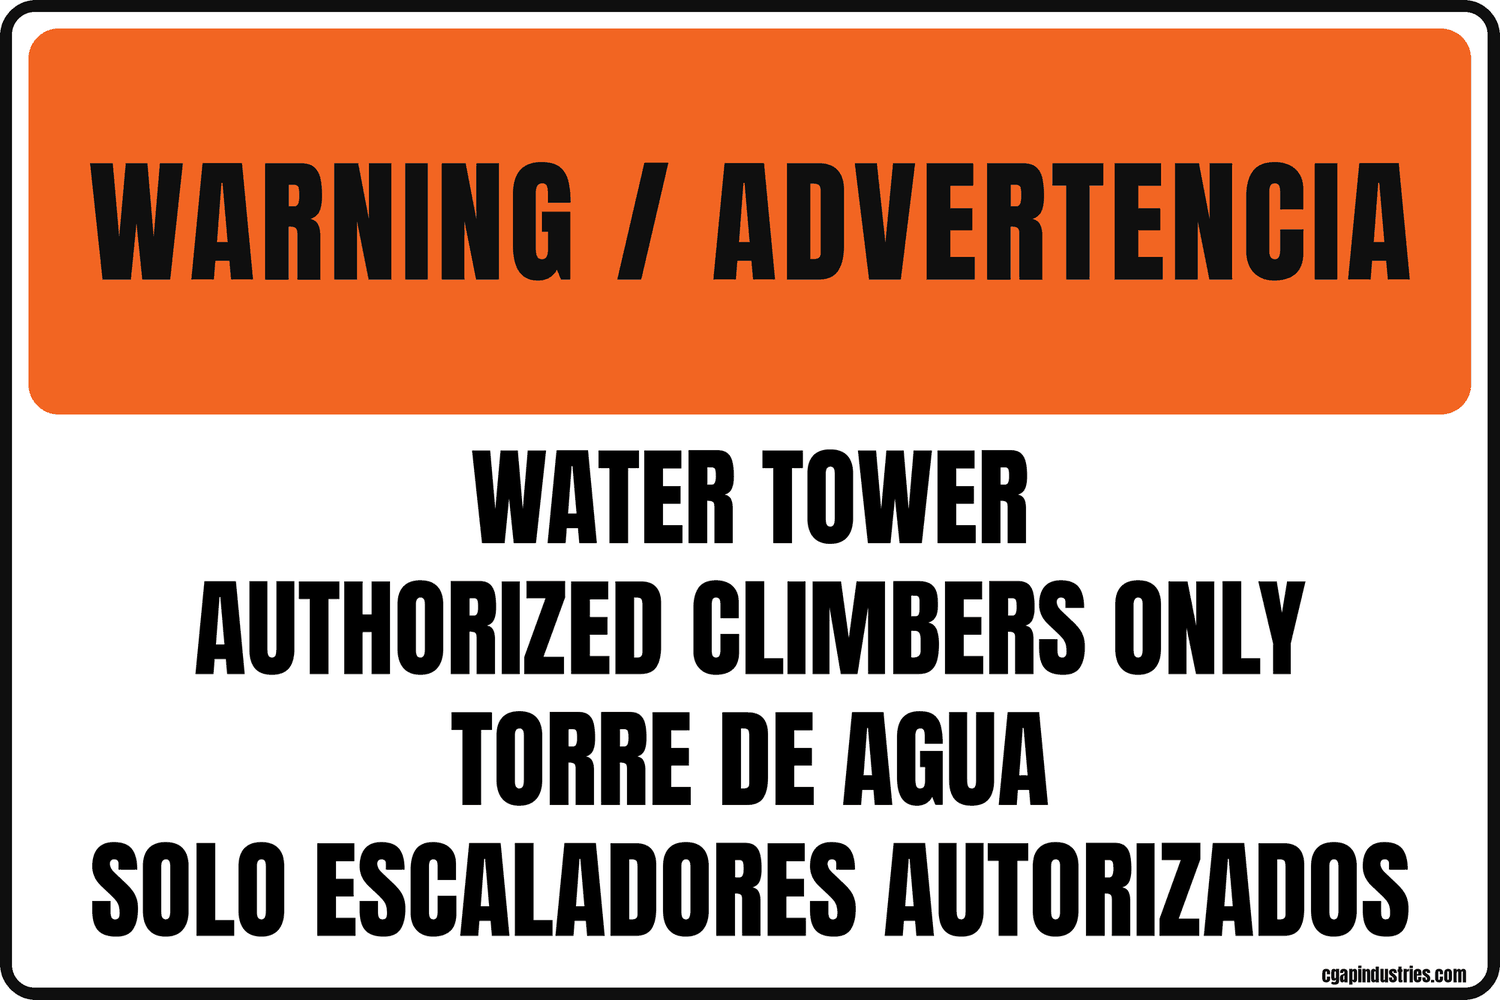 WARNING / ADVERTENCIA
WATER TOWER
AUTHORIZED CLIMBERS ONLY
TORRE DE AGUA
SOLO ESCALADORES AUTORIZADOS
cgapindustries.com